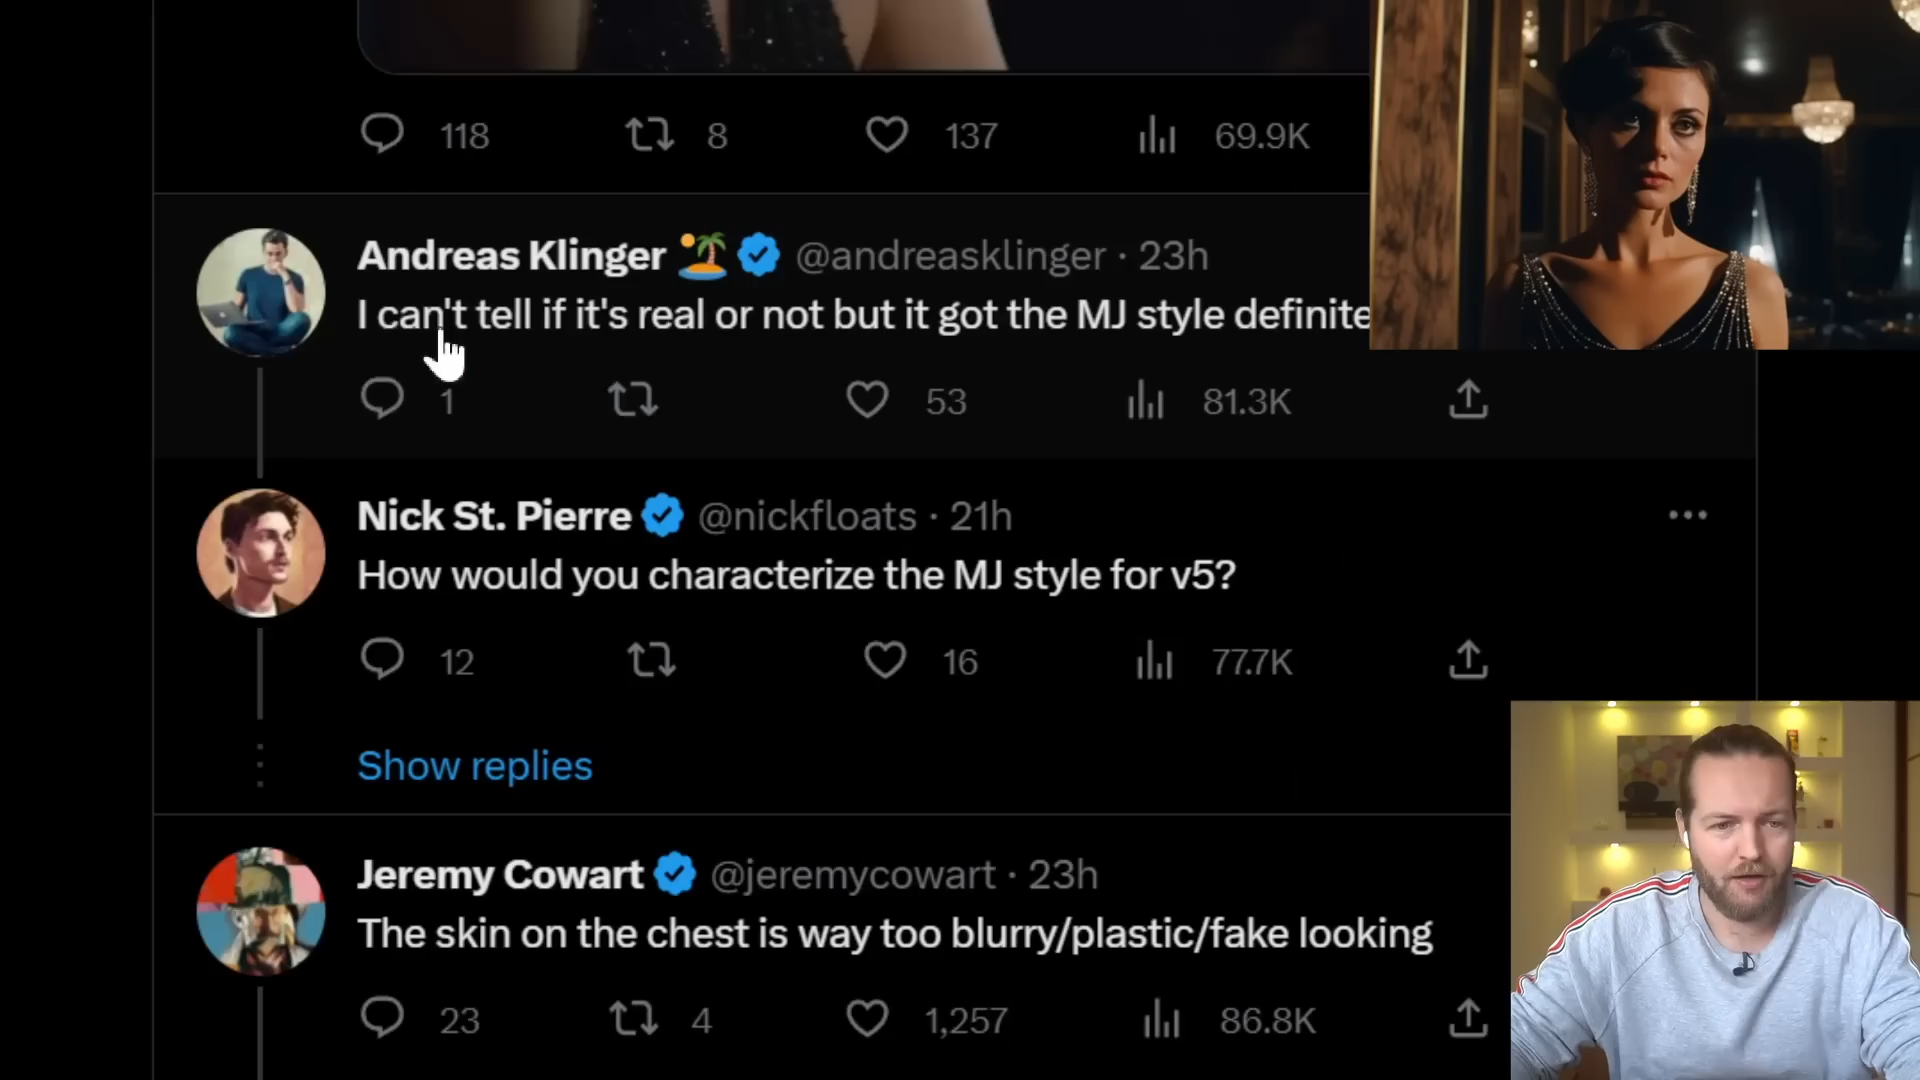 118 8 137 69.9K
Andreas Klinger 🏝️ @andreasklinger · 23h
I can't tell if it's real or not but it got the MJ style definite
1 53 81.3K
Nick St. Pierre @nickfloats · 21h
How would you characterize the MJ style for v5?
12 16 77.7K
Show replies
Jeremy Cowart @jeremycowart · 23h
The skin on the chest is way too blurry/plastic/fake looking
23 4 1,257 86.8K